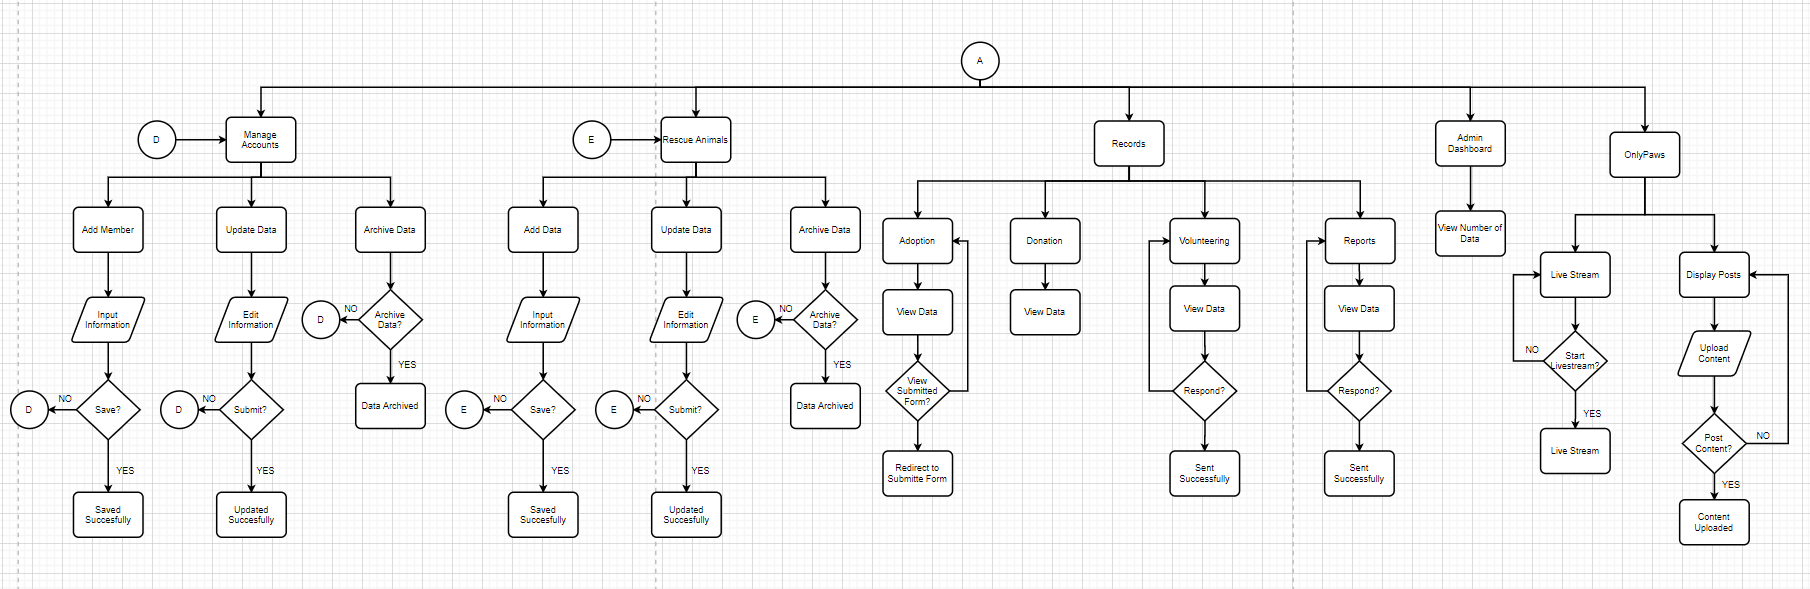 A
D
Manage
Accounts
E
Rescue Animals
Records
Admin
Dashboard
OnlyPaws
Add Member
Update Data
Archive Data
Add Data
Update Data
Archive Data
Adoption
Donation
Volunteering
Reports
View Number of
Data
Live Stream
Display Posts
Input
Information
Edit
Information
D
NO
Archive
Data?
YES
Input
Information
Edit
Information
E
NO
Archive
Data?
YES
View Data
View Data
View Data
View Data
NO
Start
Livestream?
YES
Upload
Content
D
NO
Save?
YES
D
NO
Submit?
YES
Data Archived
E
NO
Save?
YES
E
NO
Submit?
YES
Data Archived
View
Submitted
Form?
Respond?
Respond?
Live Stream
Post
Content?
NO
YES
Saved
Succesfully
Updated
Succesfully
Saved
Succesfully
Updated
Succesfully
Redirect to
Submitte Form
Sent
Successfully
Sent
Successfully
Content
Uploaded